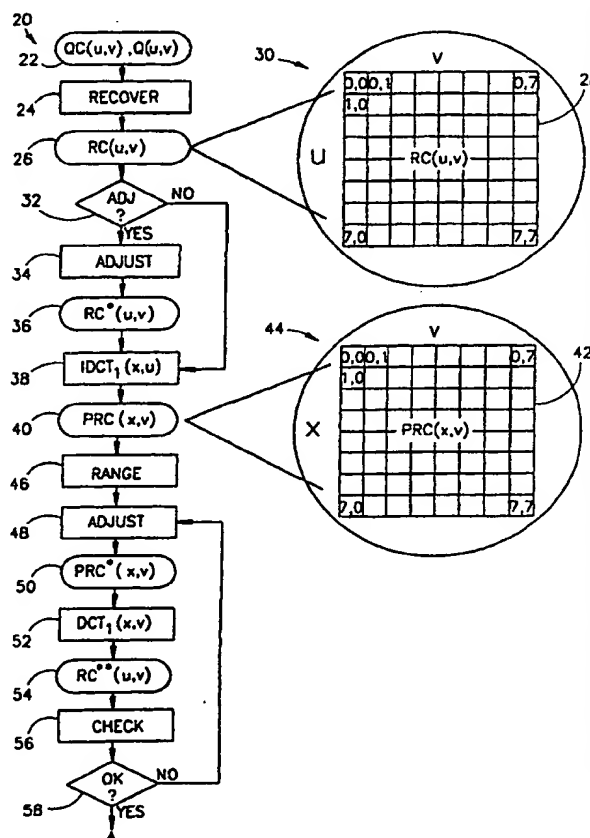 20
QC(u,v) ,Q(u,v)
22
RECOVER
24
RC(u,v)
26
ADJ
?
32
NO
YES
ADJUST
34
RC*(u,v)
36
IDCT1(x,u)
38
PRC(x,v)
40
RANGE
46
ADJUST
48
PRC*(x,v)
50
DCT1(x,v)
52
RC**(u,v)
54
CHECK
56
OK
?
58
NO
YES
30
v
0,0 0,1 0,7
1,0
u
RC(u,v)
7,0 7,7
44
v
42
0,0 0,1 0,7
1,0
x
PRC(x,v)
7,0 7,7